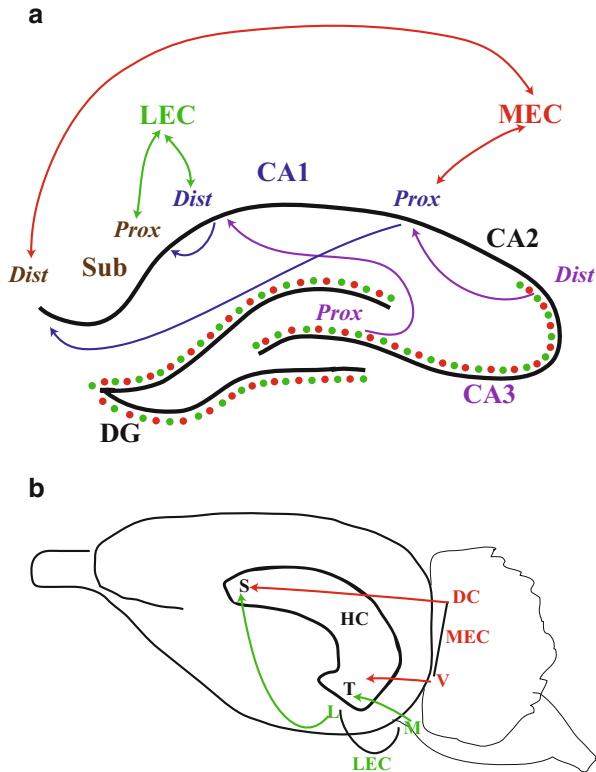 a
LEC
MEC
CA1
Dist
Prox
Prox
CA2
Sub
Dist
Dist
Prox
CA3
DG
b
S
DC
HC
MEC
V
T
L
M
LEC